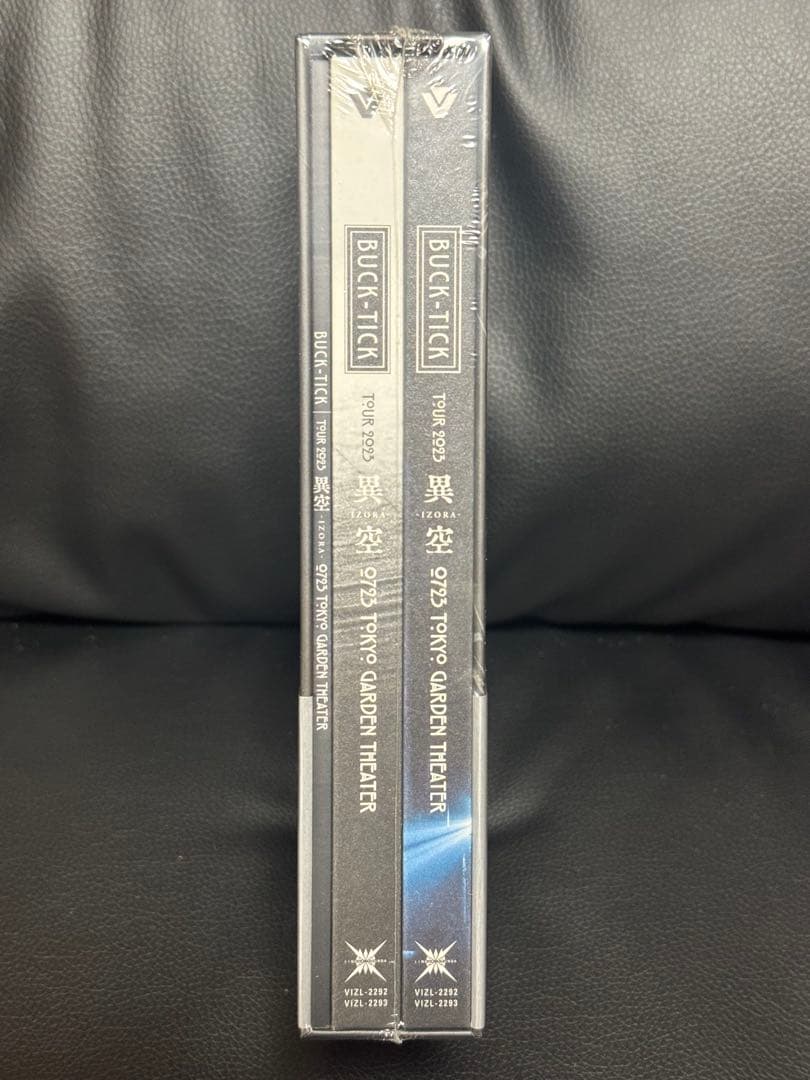 BUCK-TICK TOUR 2023 異空 -IZORA- 0723 TOKYO GARDEN THEATER
BUCK-TICK
TOUR 2023
異
-IZORA-
空
0723 TOKYO GARDEN THEATER
VIZL-2292
VIZL-2293
BUCK-TICK
TOUR 2023
異
-IZORA-
空
0723 TOKYO GARDEN THEATER
VIZL-2292
VIZL-2293